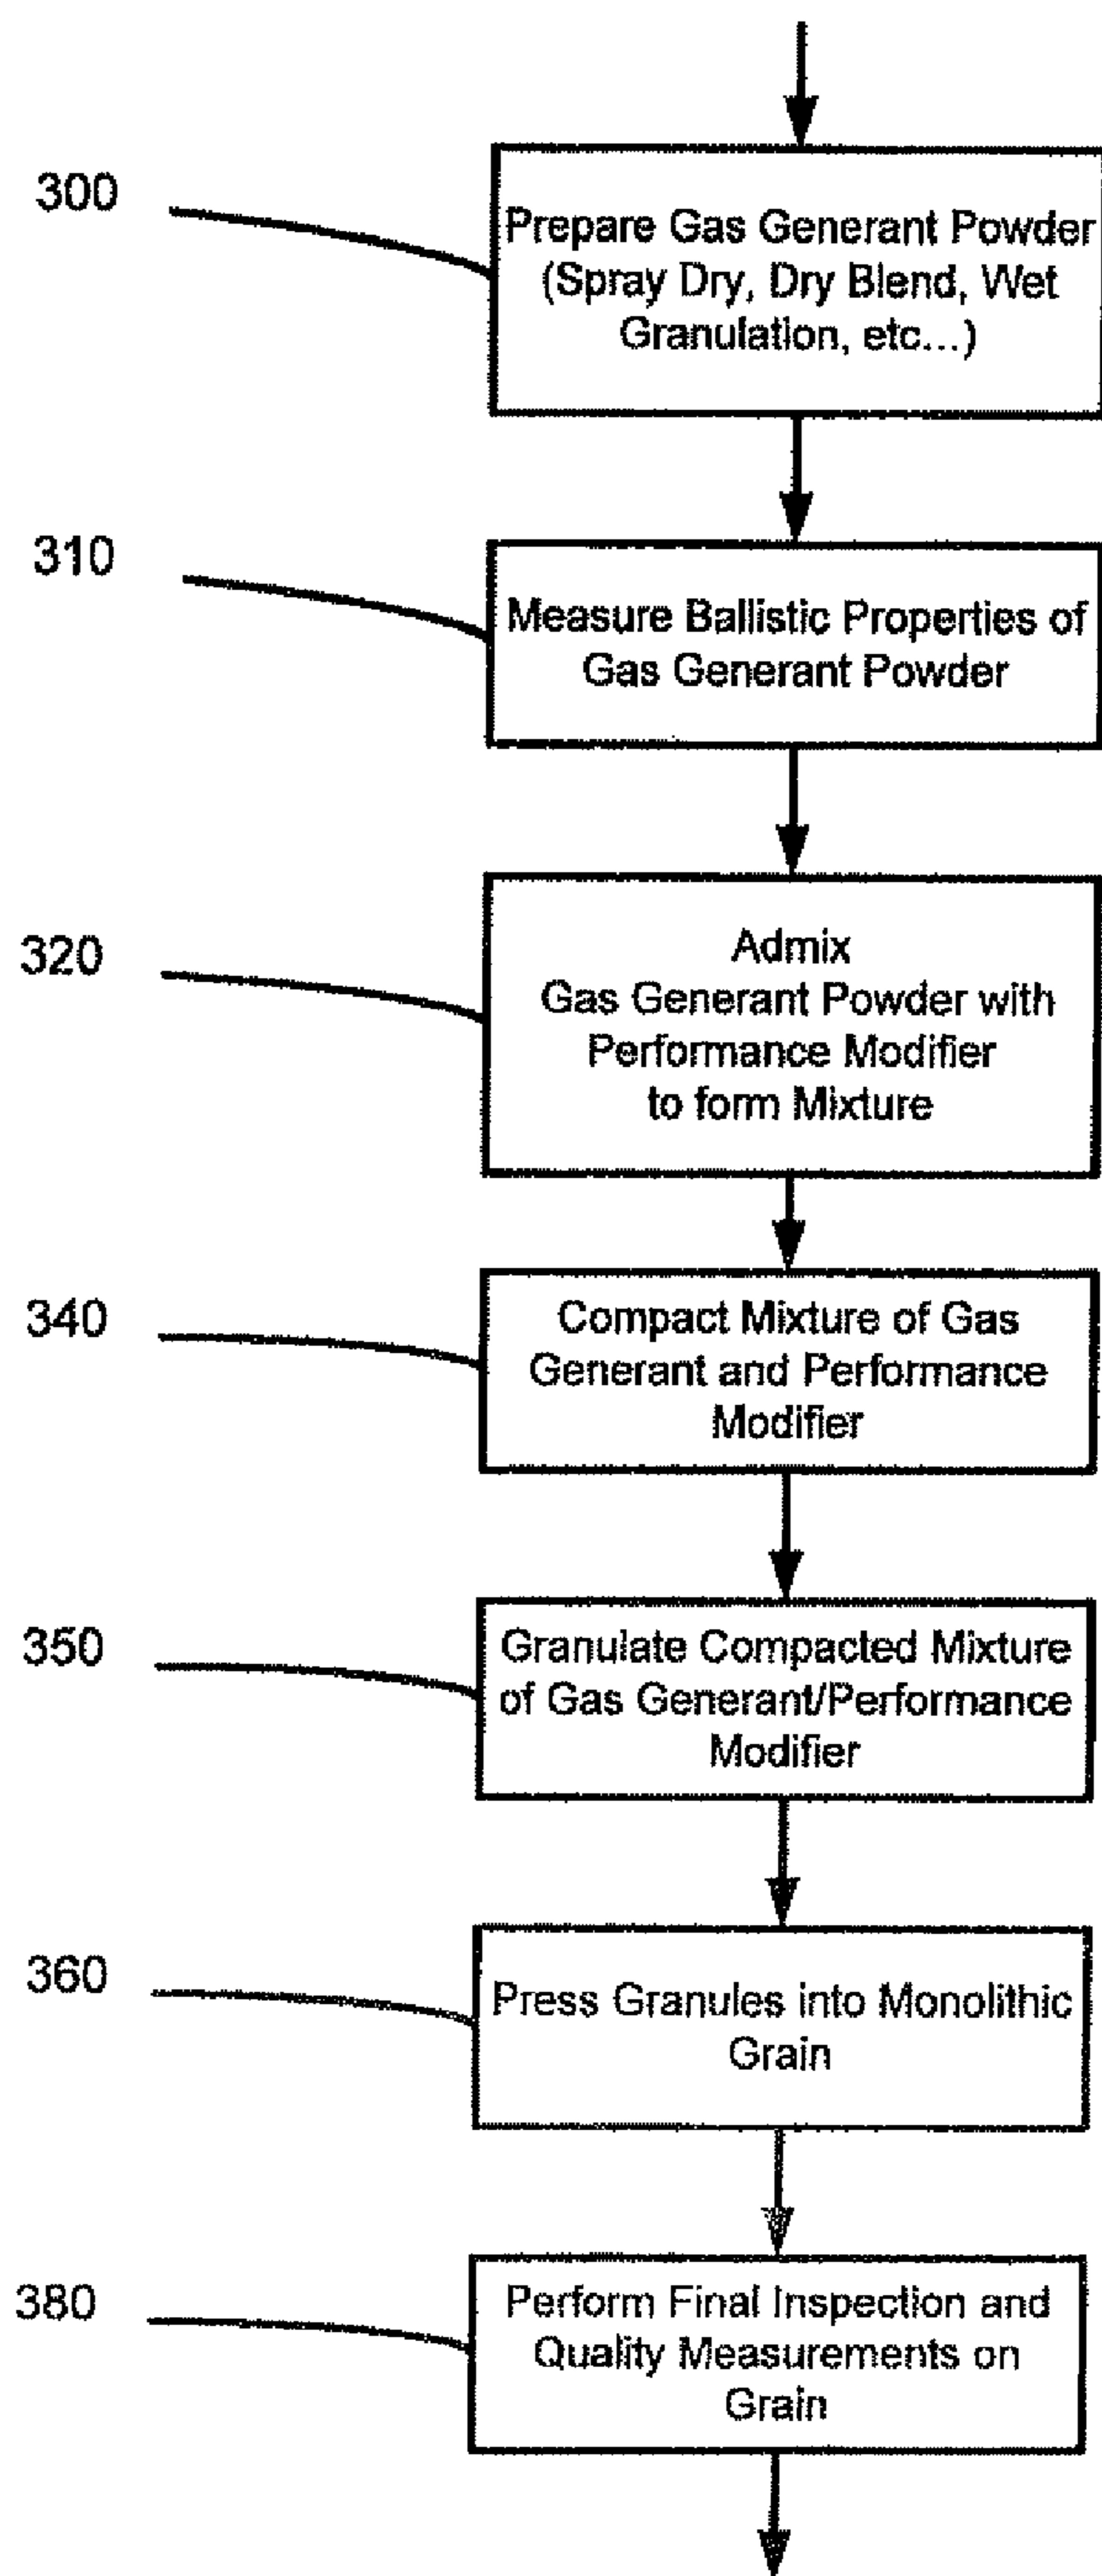 300
Prepare Gas Generant Powder
(Spray Dry, Dry Blend, Wet
Granulation, etc...)
310
Measure Ballistic Properties of
Gas Generant Powder
320
Admix
Gas Generant Powder with
Performance Modifier
to form Mixture
340
Compact Mixture of Gas
Generant and Performance
Modifier
350
Granulate Compacted Mixture
of Gas Generant/Performance
Modifier
360
Press Granules into Monolithic
Grain
380
Perform Final Inspection and
Quality Measurements on
Grain